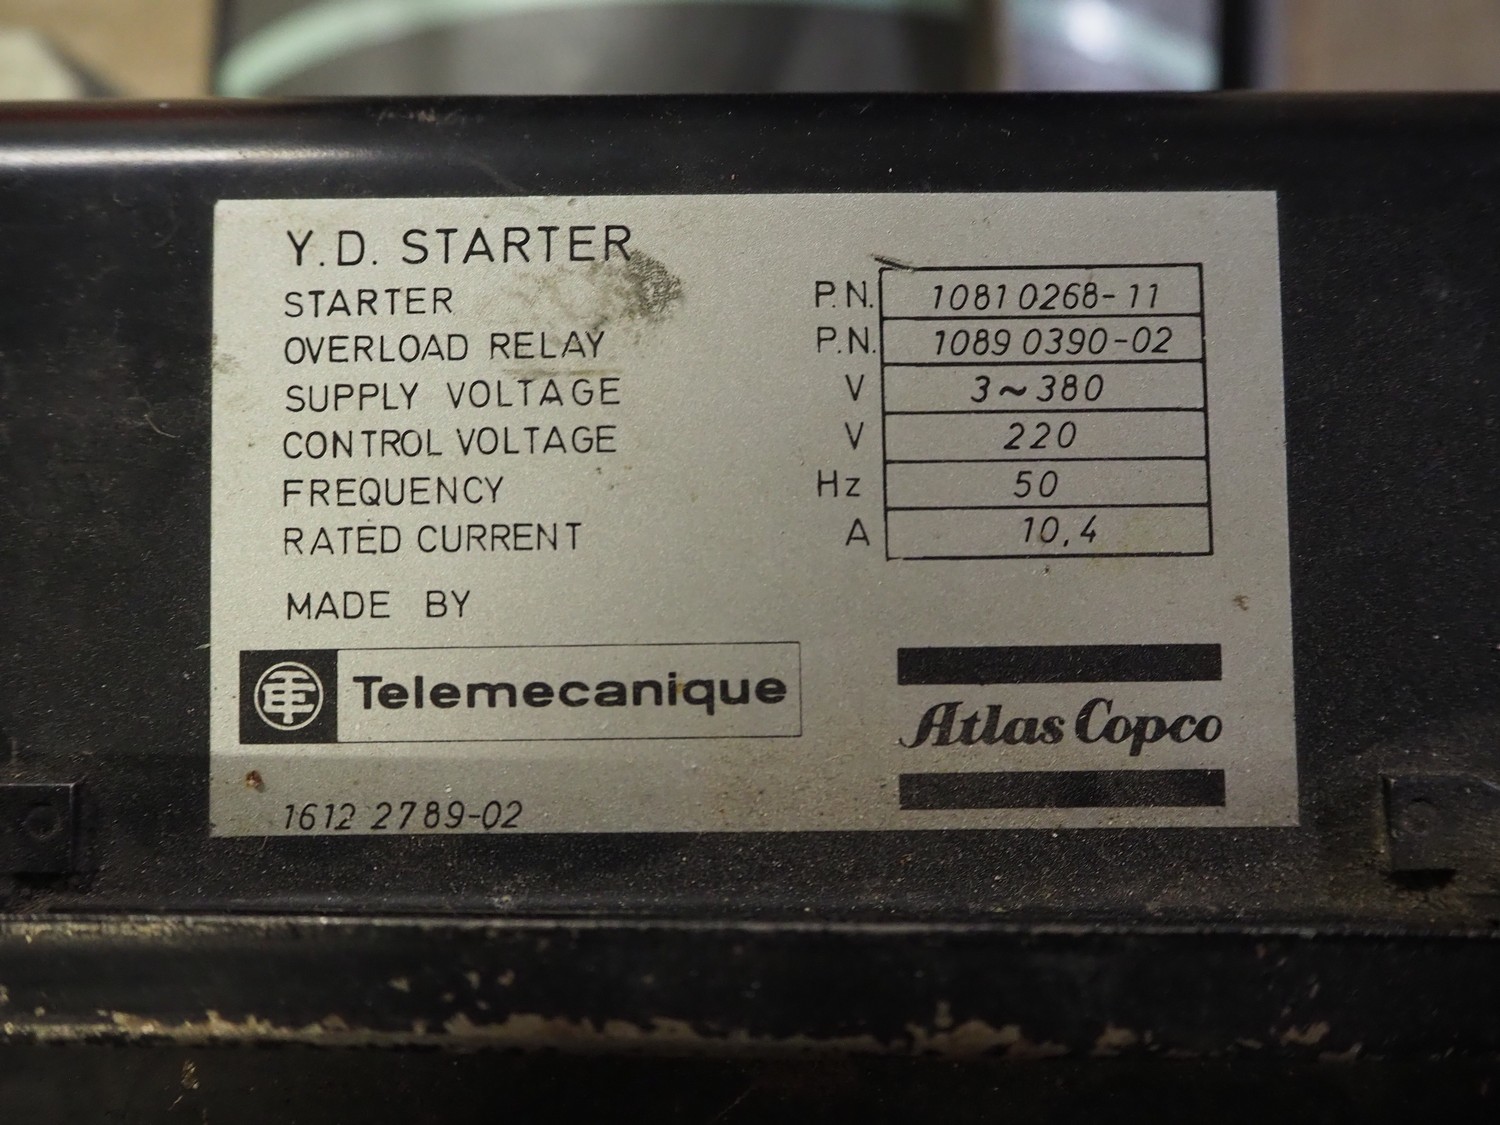 Y.D. STARTER
STARTER P.N. 1081 0268-11
OVERLOAD RELAY P.N. 1089 0390-02
SUPPLY VOLTAGE V 3~380
CONTROL VOLTAGE V 220
FREQUENCY Hz 50
RATED CURRENT A 10,4
MADE BY
TE Telemecanique
Atlas Copco
1612 2789-02